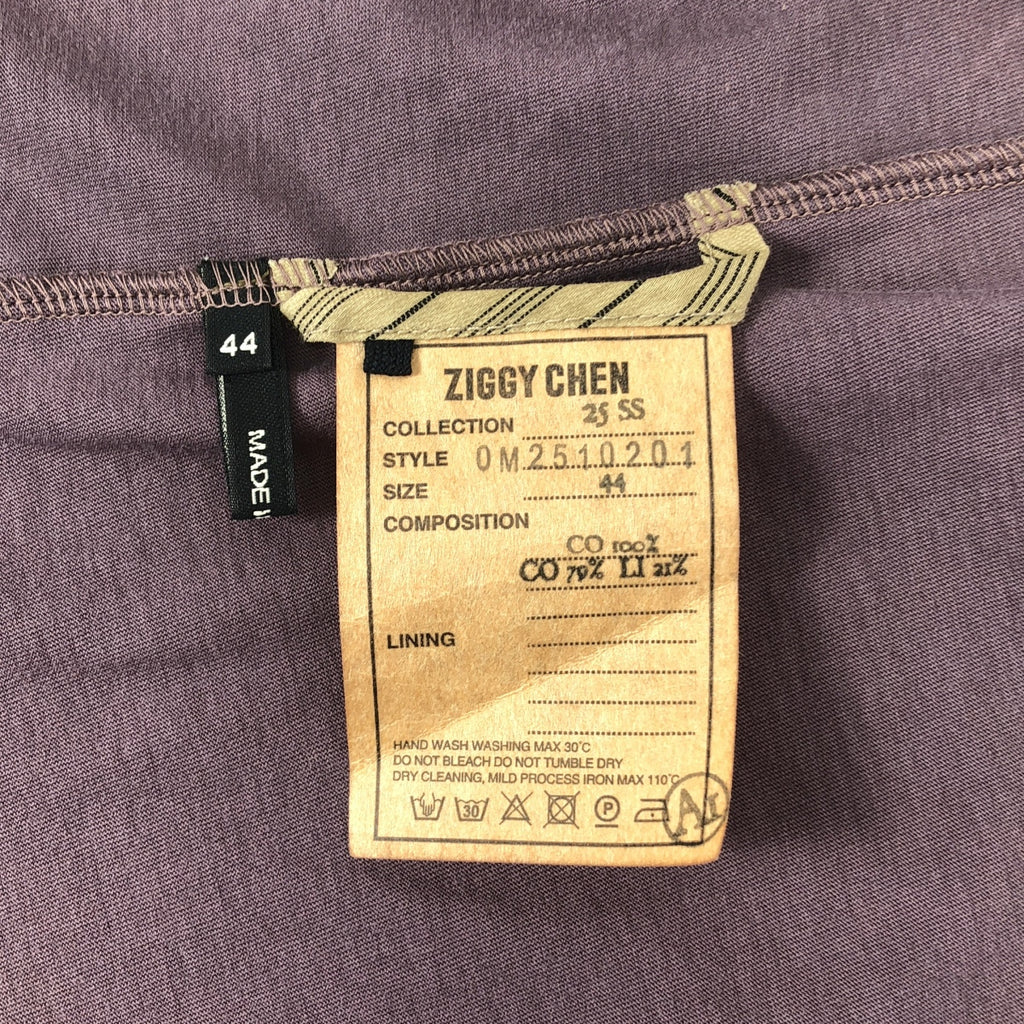 44
MADE
ZIGGY CHEN
COLLECTION 25 SS
STYLE 0M2510201
SIZE 44
COMPOSITION
CO 100%
CO 79% LI 21%
LINING
HAND WASH WASHING MAX 30°C
DO NOT BLEACH DO NOT TUMBLE DRY
DRY CLEANING, MILD PROCESS IRON MAX 110°C
30 P
A1